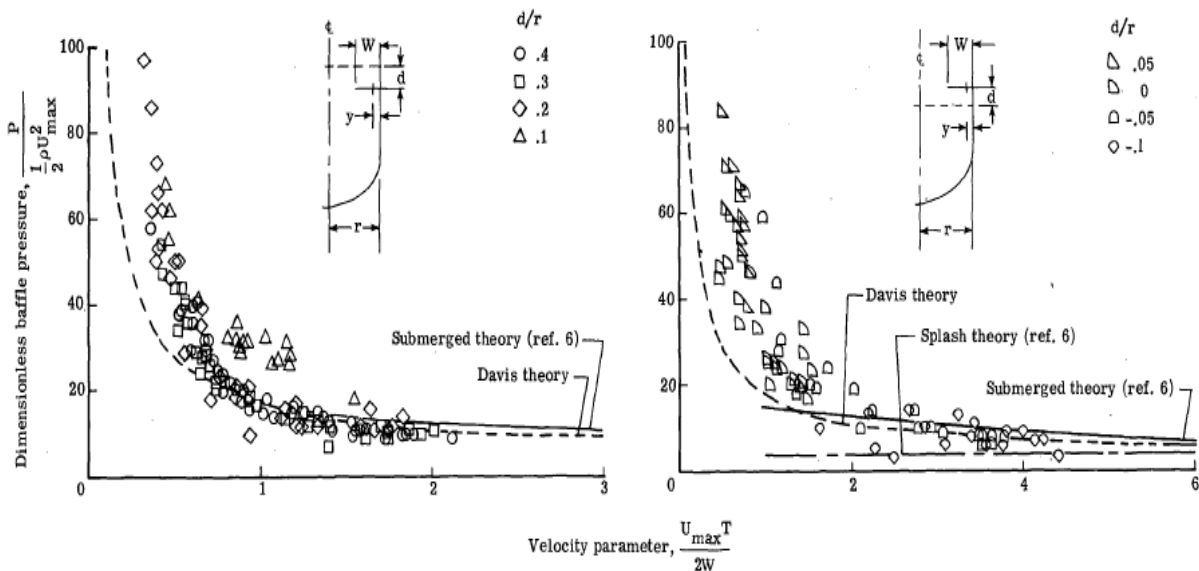 Dimensionless baffle pressure, P / 1/2 ρU²max
100
80
60
40
20
0
1
2
3
℄
W
d
y
r
d/r
○ .4
□ .3
◇ .2
△ .1
Submerged theory (ref. 6)
Davis theory
100
80
60
40
20
0
2
4
6
℄
W
d
y
r
d/r
.05
0
-.05
-.1
Davis theory
Splash theory (ref. 6)
Submerged theory (ref. 6)
Velocity parameter, UmaxT / 2W